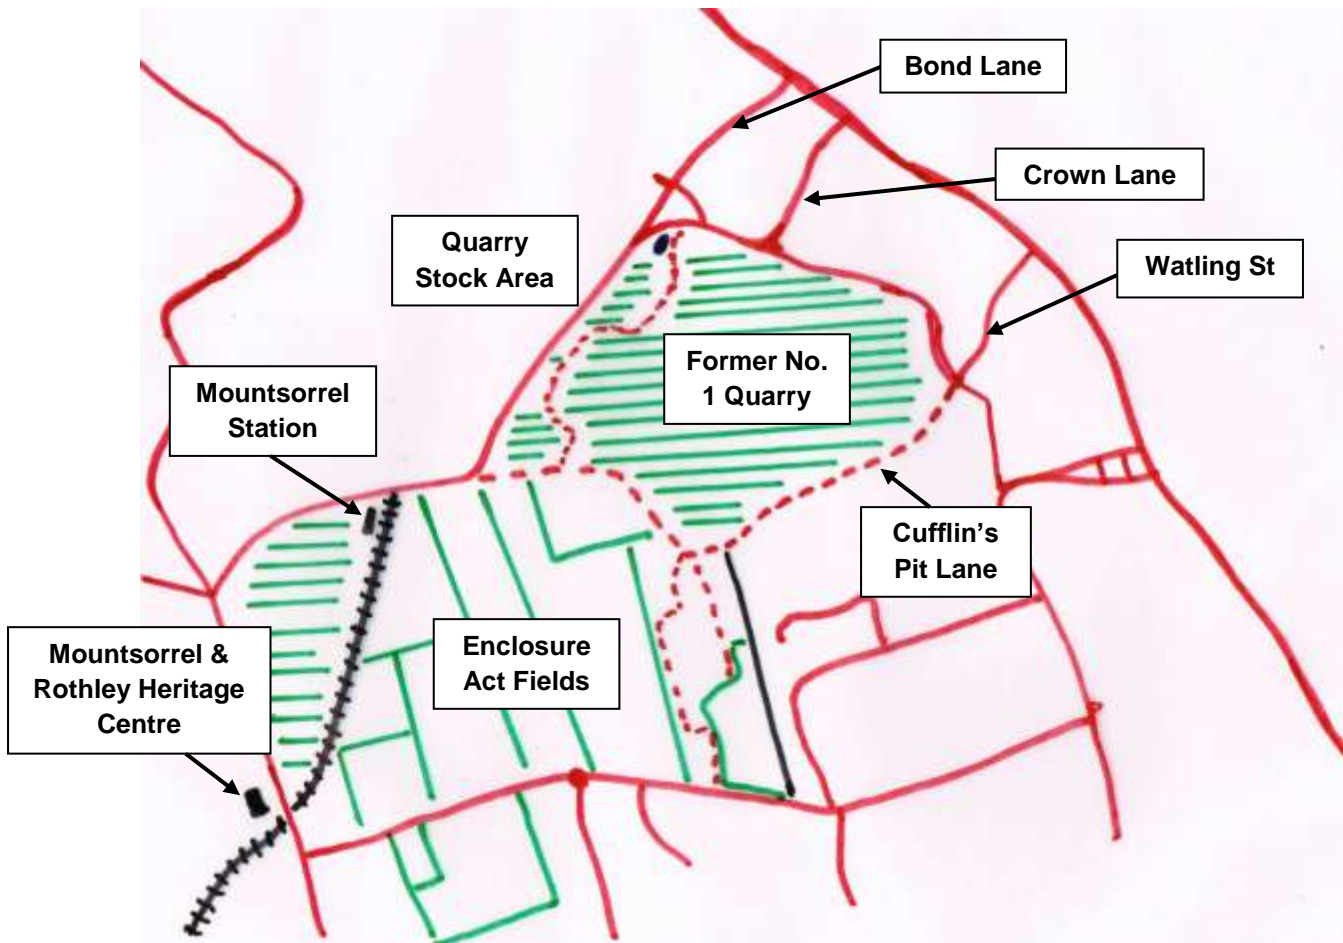 Bond Lane
Crown Lane
Quarry
Stock Area
Watling St
Former No.
1 Quarry
Mountsorrel
Station
Cufflin’s
Pit Lane
Enclosure
Act Fields
Mountsorrel &
Rothley Heritage
Centre